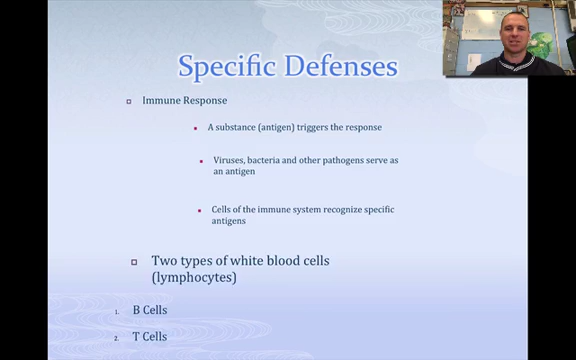 Specific Defenses
Immune Response
A substance (antigen) triggers the response
Viruses, bacteria and other pathogens serve as
an antigen
Cells of the immune system recognize specific
antigens
Two types of white blood cells
(lymphocytes)
1. B Cells
2. T Cells